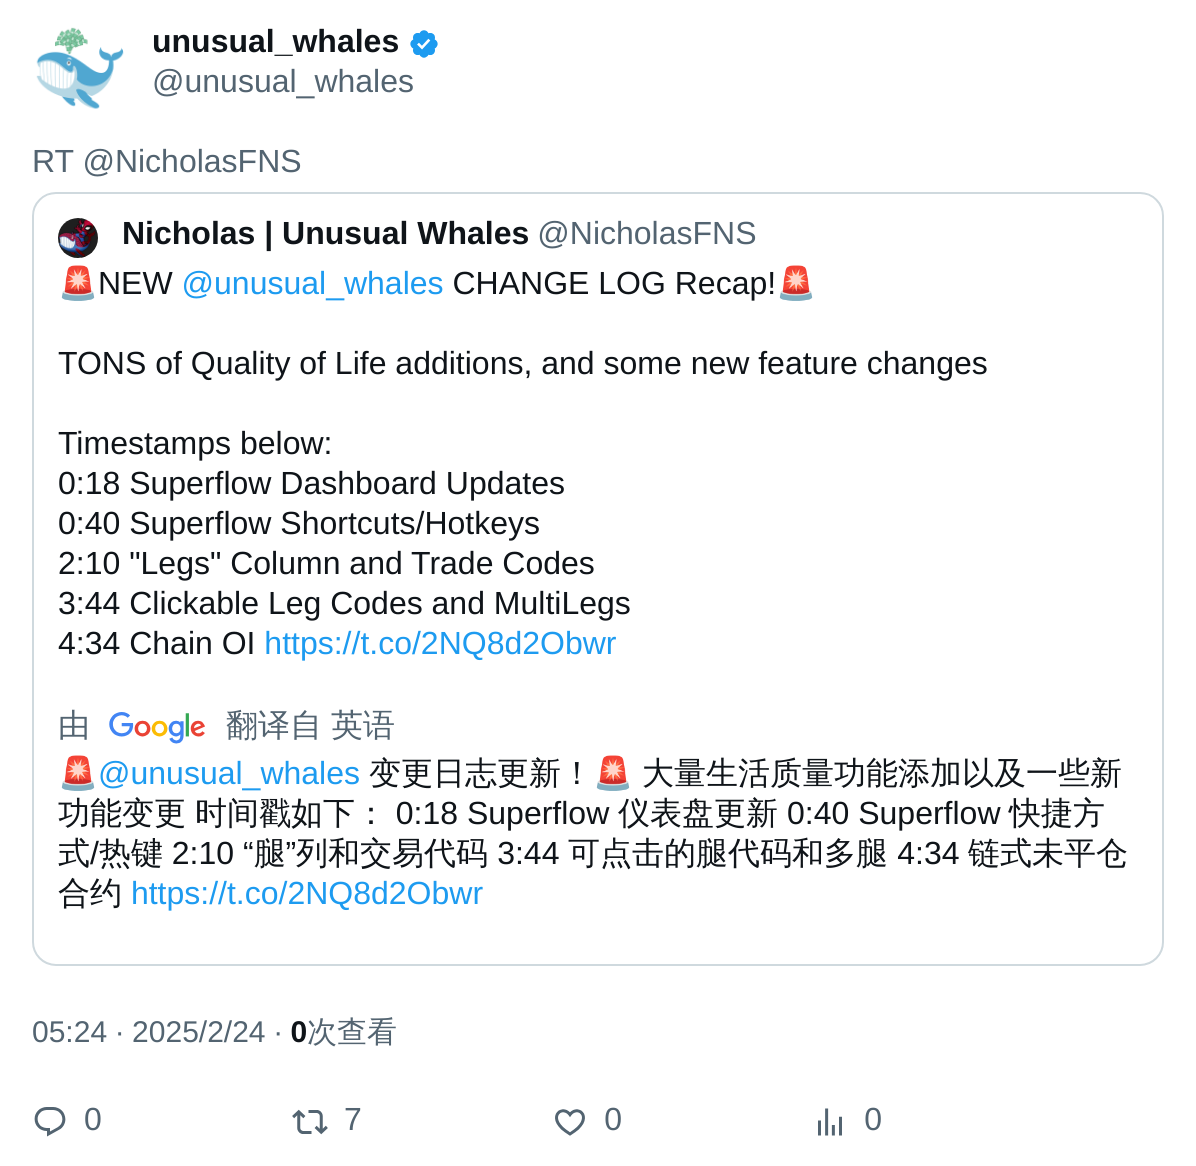 unusual_whales
@unusual_whales
RT @NicholasFNS
Nicholas | Unusual Whales @NicholasFNS
🚨NEW @unusual_whales CHANGE LOG Recap!🚨
TONS of Quality of Life additions, and some new feature changes
Timestamps below:
0:18 Superflow Dashboard Updates
0:40 Superflow Shortcuts/Hotkeys
2:10 "Legs" Column and Trade Codes
3:44 Clickable Leg Codes and MultiLegs
4:34 Chain OI https://t.co/2NQ8d2Obwr
由 Google 翻译自 英语
🚨@unusual_whales 变更日志更新！🚨 大量生活质量功能添加以及一些新
功能变更 时间戳如下： 0:18 Superflow 仪表盘更新 0:40 Superflow 快捷方
式/热键 2:10 “腿”列和交易代码 3:44 可点击的腿代码和多腿 4:34 链式未平仓
合约 https://t.co/2NQ8d2Obwr
05:24 · 2025/2/24 · 0次查看
0 7 0 0